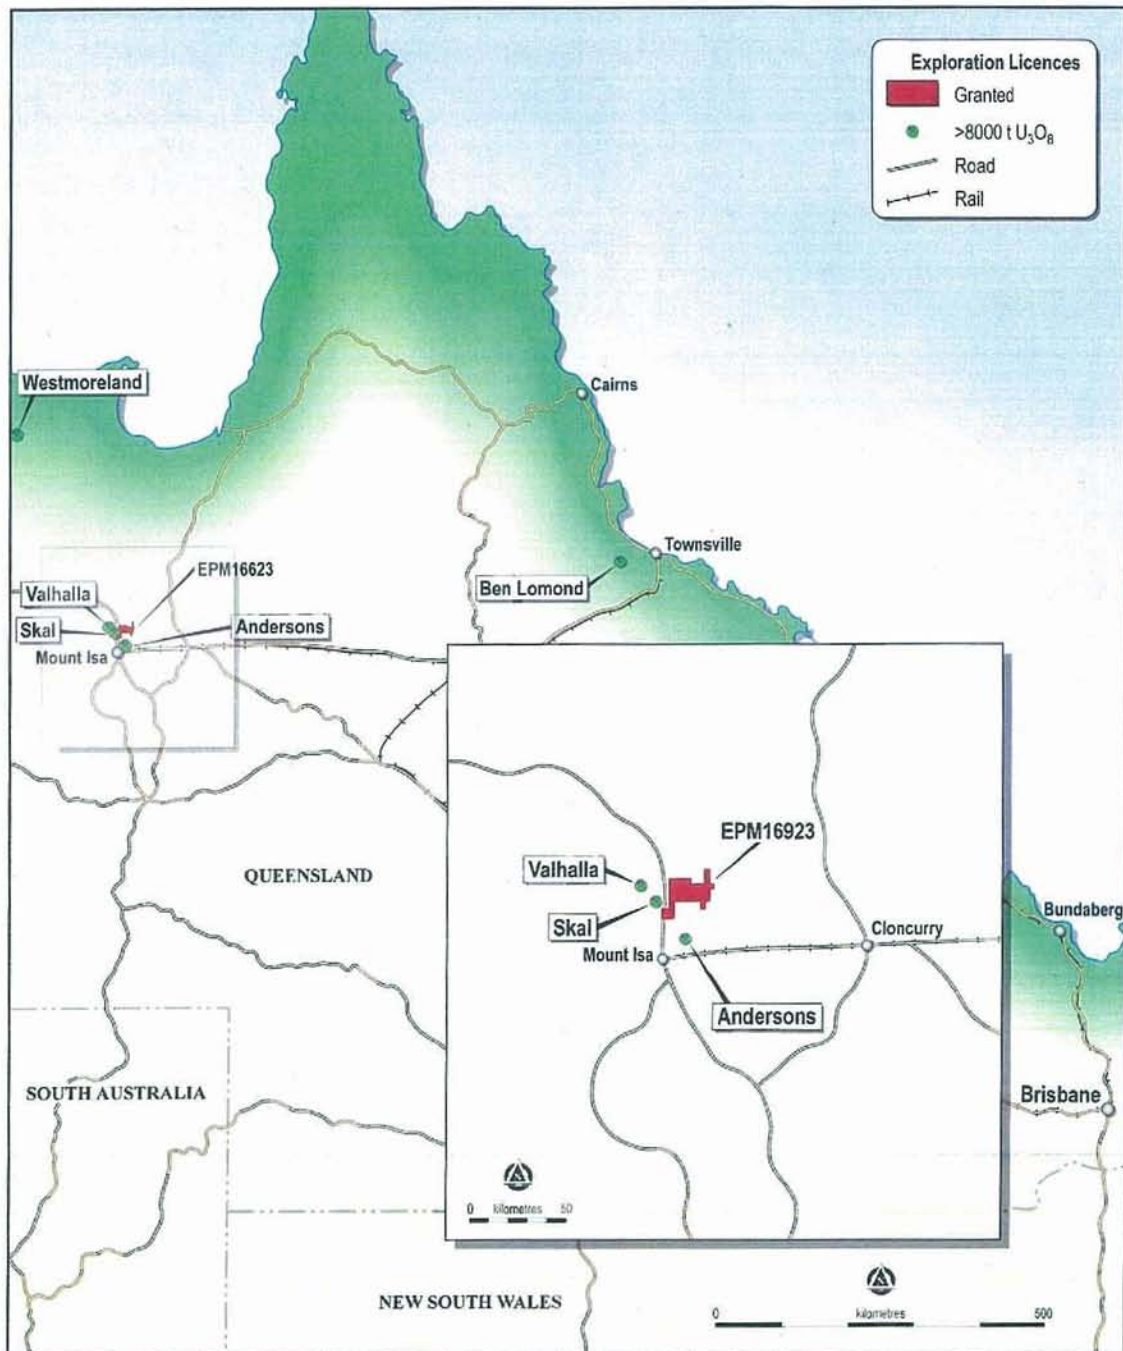 Exploration Licences
Granted
>8000 t U₃O₈
Road
Rail
Westmoreland
Cairns
Townsville
Ben Lomond
EPM16623
Valhalla
Skal
Andersons
Mount Isa
QUEENSLAND
EPM16923
Valhalla
Skal
Mount Isa
Cloncurry
Andersons
Bundaberg
Brisbane
SOUTH AUSTRALIA
0 kilometres 50
NEW SOUTH WALES
0 kilometres 500